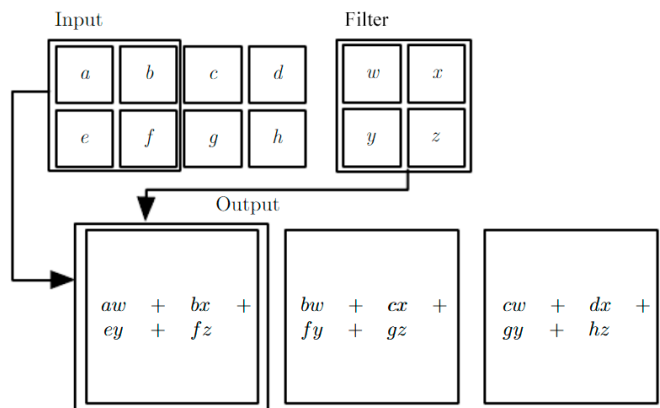 Input Filter
a b c d w x
e f g h y z
Output
aw + bx + bw + cx + cw + dx +
ey + fz fy + gz gy + hz